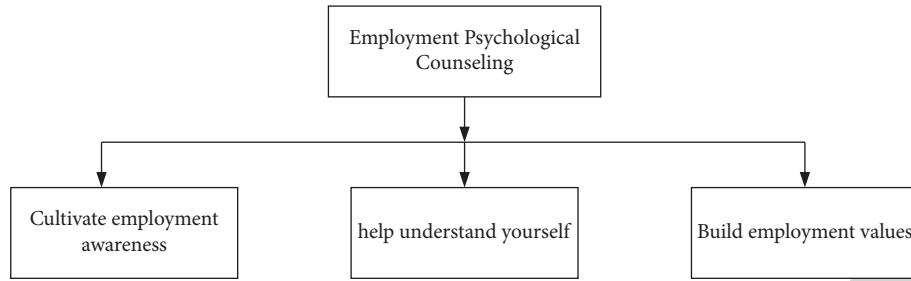 Employment Psychological
Counseling
Cultivate employment
awareness
help understand yourself
Build employment values